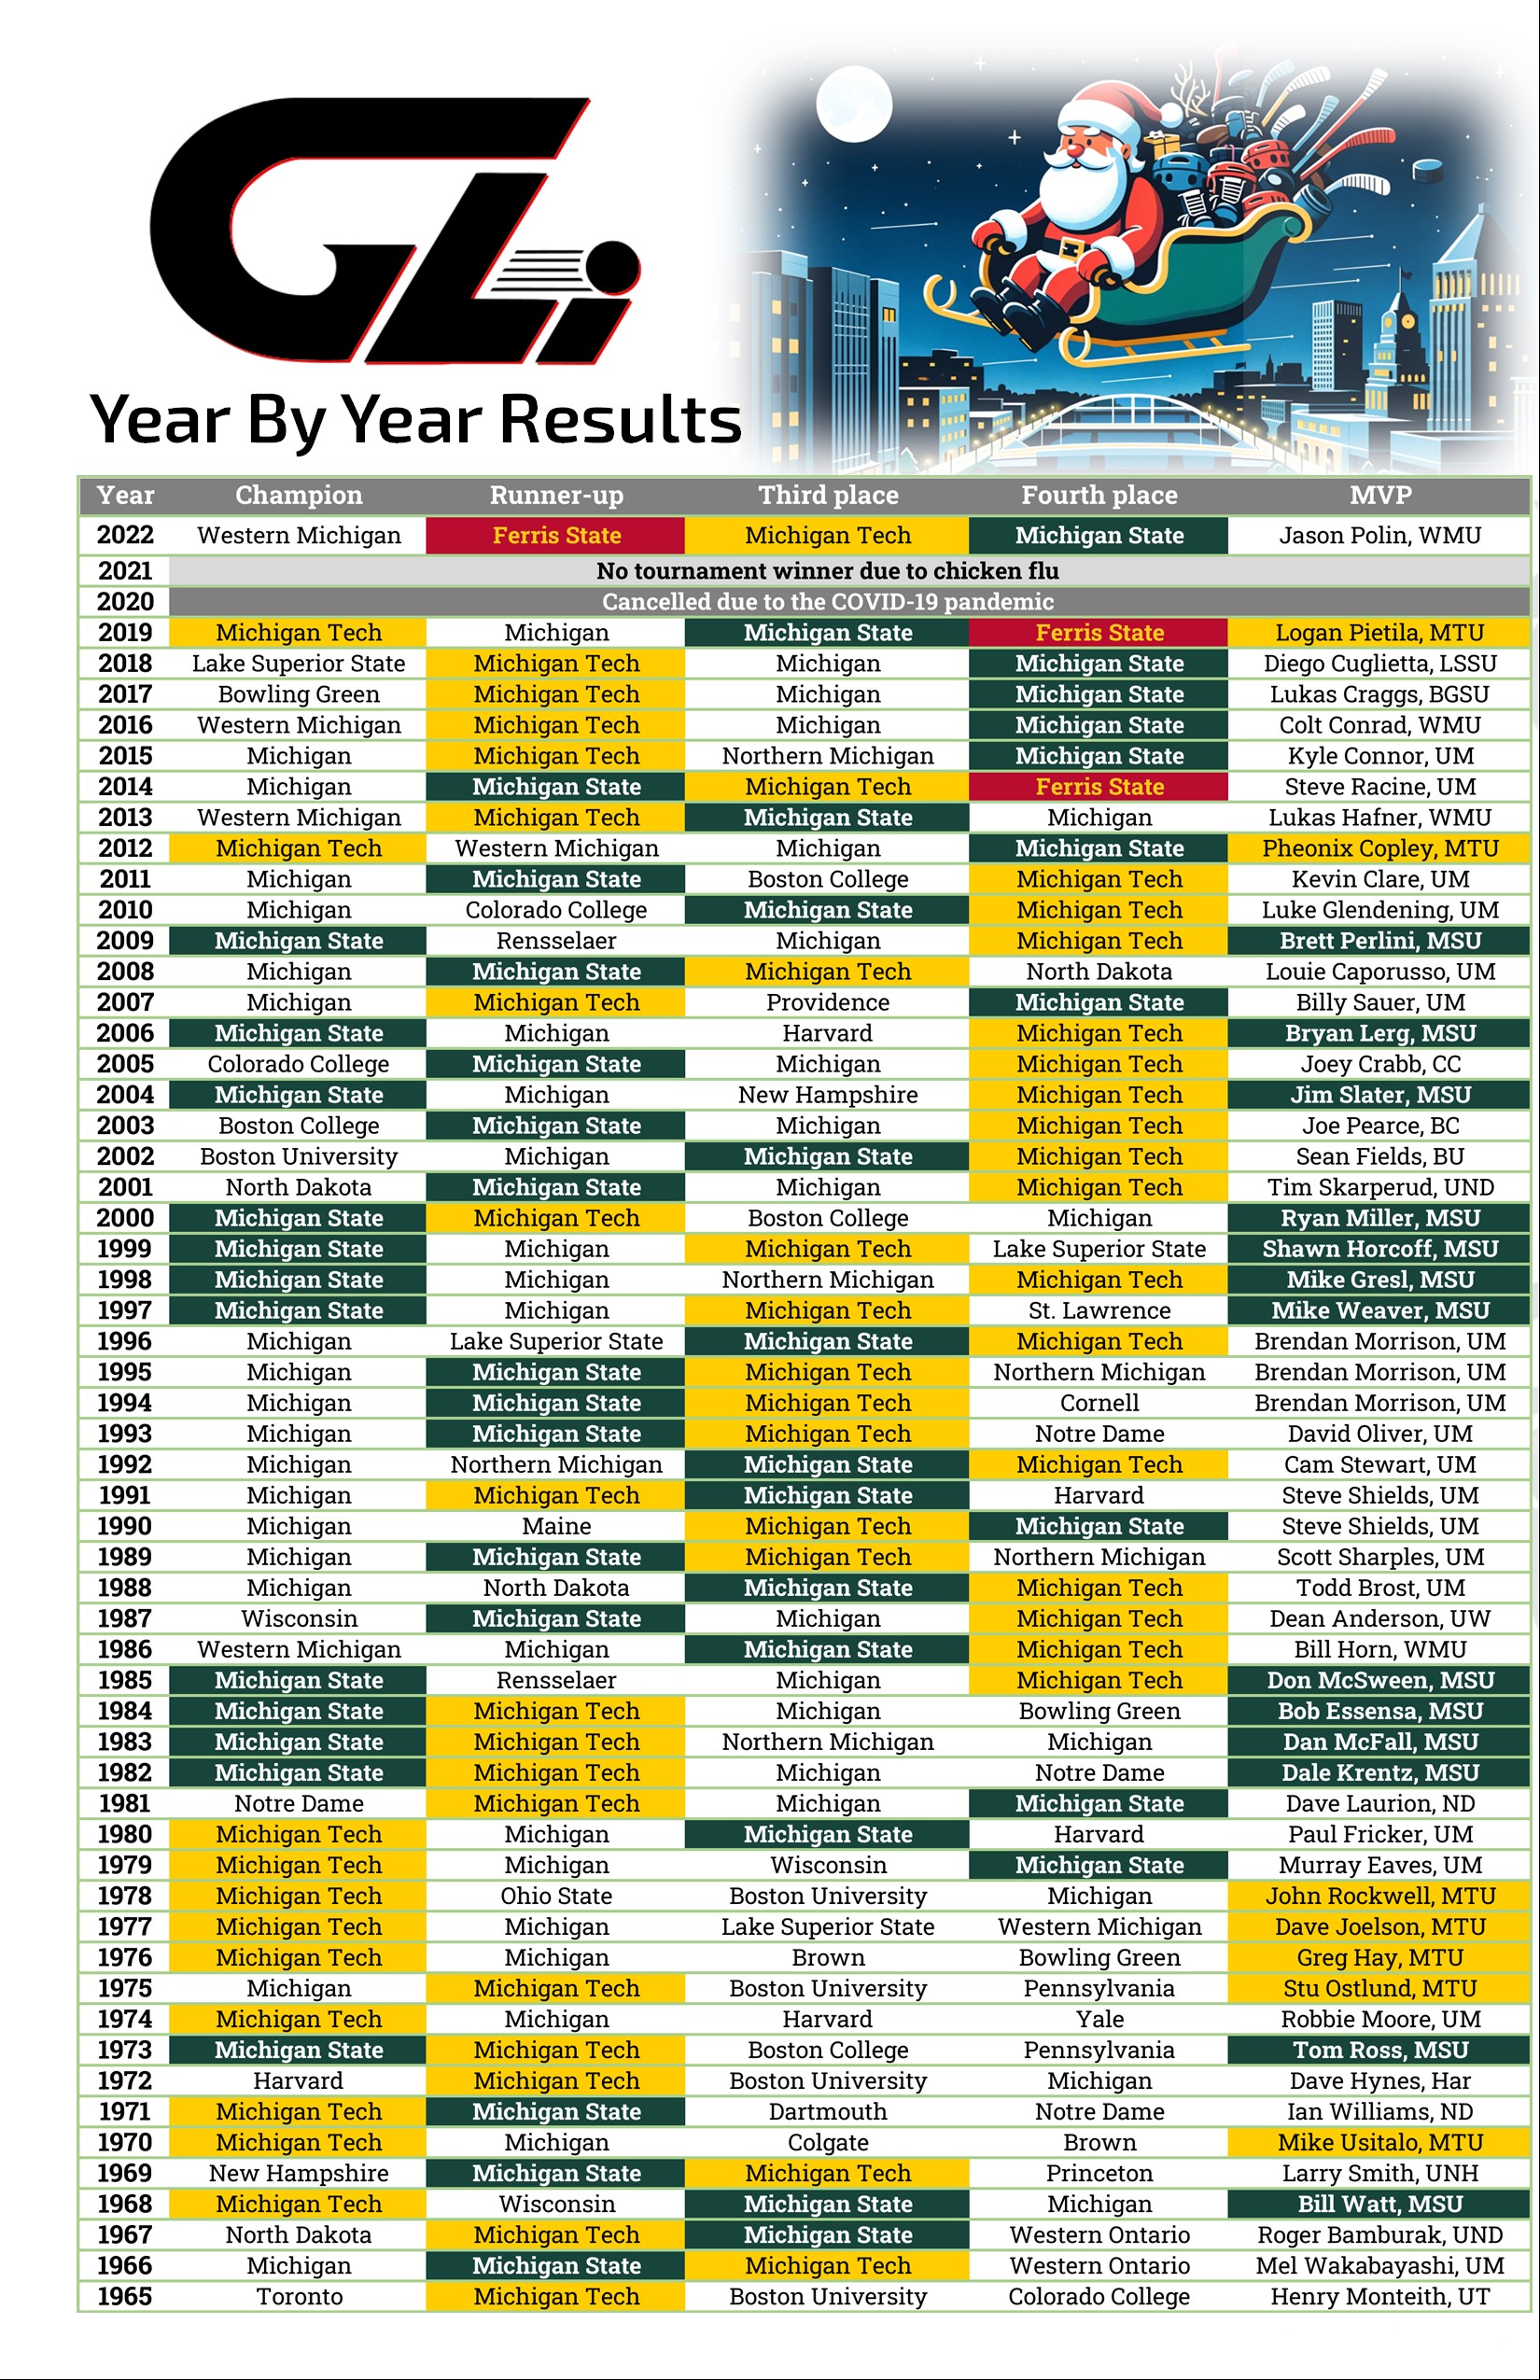 GLi
Year By Year Results
Year Champion Runner-up Third place Fourth place MVP
2022 Western Michigan Ferris State Michigan Tech Michigan State Jason Polin, WMU
2021 No tournament winner due to chicken flu
2020 Cancelled due to the COVID-19 pandemic
2019 Michigan Tech Michigan Michigan State Ferris State Logan Pietila, MTU
2018 Lake Superior State Michigan Tech Michigan Michigan State Diego Cuglietta, LSSU
2017 Bowling Green Michigan Tech Michigan Michigan State Lukas Craggs, BGSU
2016 Western Michigan Michigan Tech Michigan Michigan State Colt Conrad, WMU
2015 Michigan Michigan Tech Northern Michigan Michigan State Kyle Connor, UM
2014 Michigan Michigan State Michigan Tech Ferris State Steve Racine, UM
2013 Western Michigan Michigan Tech Michigan State Michigan Lukas Hafner, WMU
2012 Michigan Tech Western Michigan Michigan Michigan State Pheonix Copley, MTU
2011 Michigan Michigan State Boston College Michigan Tech Kevin Clare, UM
2010 Michigan Colorado College Michigan State Michigan Tech Luke Glendening, UM
2009 Michigan State Rensselaer Michigan Michigan Tech Brett Perlini, MSU
2008 Michigan Michigan State Michigan Tech North Dakota Louie Caporusso, UM
2007 Michigan Michigan Tech Providence Michigan State Billy Sauer, UM
2006 Michigan State Michigan Harvard Michigan Tech Bryan Lerg, MSU
2005 Colorado College Michigan State Michigan Michigan Tech Joey Crabb, CC
2004 Michigan State Michigan New Hampshire Michigan Tech Jim Slater, MSU
2003 Boston College Michigan State Michigan Michigan Tech Joe Pearce, BC
2002 Boston University Michigan Michigan State Michigan Tech Sean Fields, BU
2001 North Dakota Michigan State Michigan Michigan Tech Tim Skarperud, UND
2000 Michigan State Michigan Tech Boston College Michigan Ryan Miller, MSU
1999 Michigan State Michigan Michigan Tech Lake Superior State Shawn Horcoff, MSU
1998 Michigan State Michigan Northern Michigan Michigan Tech Mike Gresl, MSU
1997 Michigan State Michigan Michigan Tech St. Lawrence Mike Weaver, MSU
1996 Michigan Lake Superior State Michigan State Michigan Tech Brendan Morrison, UM
1995 Michigan Michigan State Michigan Tech Northern Michigan Brendan Morrison, UM
1994 Michigan Michigan State Michigan Tech Cornell Brendan Morrison, UM
1993 Michigan Michigan State Michigan Tech Notre Dame David Oliver, UM
1992 Michigan Northern Michigan Michigan State Michigan Tech Cam Stewart, UM
1991 Michigan Michigan Tech Michigan State Harvard Steve Shields, UM
1990 Michigan Maine Michigan Tech Michigan State Steve Shields, UM
1989 Michigan Michigan State Michigan Tech Northern Michigan Scott Sharples, UM
1988 Michigan North Dakota Michigan State Michigan Tech Todd Brost, UM
1987 Wisconsin Michigan State Michigan Michigan Tech Dean Anderson, UW
1986 Western Michigan Michigan Michigan State Michigan Tech Bill Horn, WMU
1985 Michigan State Rensselaer Michigan Michigan Tech Don McSween, MSU
1984 Michigan State Michigan Tech Michigan Bowling Green Bob Essensa, MSU
1983 Michigan State Michigan Tech Northern Michigan Michigan Dan McFall, MSU
1982 Michigan State Michigan Tech Michigan Notre Dame Dale Krentz, MSU
1981 Notre Dame Michigan Tech Michigan Michigan State Dave Laurion, ND
1980 Michigan Tech Michigan Michigan State Harvard Paul Fricker, UM
1979 Michigan Tech Michigan Wisconsin Michigan State Murray Eaves, UM
1978 Michigan Tech Ohio State Boston University Michigan John Rockwell, MTU
1977 Michigan Tech Michigan Lake Superior State Western Michigan Dave Joelson, MTU
1976 Michigan Tech Michigan Brown Bowling Green Greg Hay, MTU
1975 Michigan Michigan Tech Boston University Pennsylvania Stu Ostlund, MTU
1974 Michigan Tech Michigan Harvard Yale Robbie Moore, UM
1973 Michigan State Michigan Tech Boston College Pennsylvania Tom Ross, MSU
1972 Harvard Michigan Tech Boston University Michigan Dave Hynes, Har
1971 Michigan Tech Michigan State Dartmouth Notre Dame Ian Williams, ND
1970 Michigan Tech Michigan Colgate Brown Mike Usitalo, MTU
1969 New Hampshire Michigan State Michigan Tech Princeton Larry Smith, UNH
1968 Michigan Tech Wisconsin Michigan State Michigan Bill Watt, MSU
1967 North Dakota Michigan Tech Michigan State Western Ontario Roger Bamburak, UND
1966 Michigan Michigan State Michigan Tech Western Ontario Mel Wakabayashi, UM
1965 Toronto Michigan Tech Boston University Colorado College Henry Monteith, UT